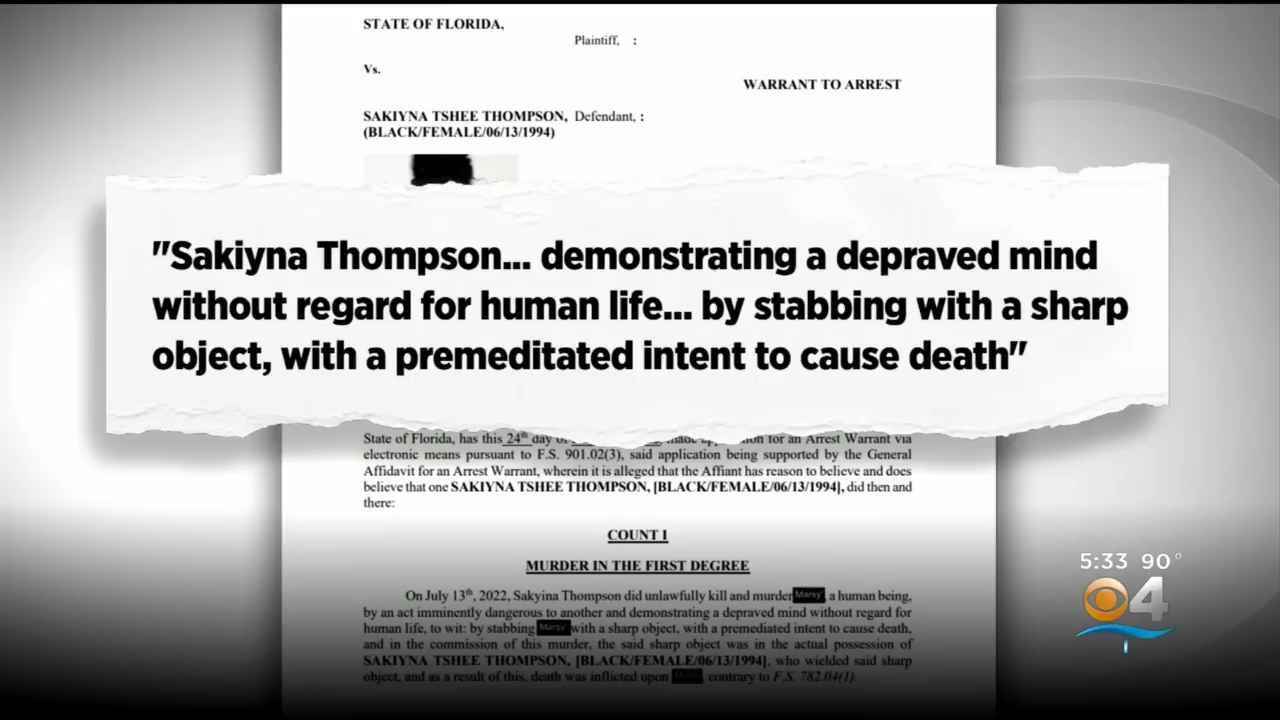 STATE OF FLORIDA,
Plaintiff, :
Vs.
WARRANT TO ARREST
SAKIYNA TSHEE THOMPSON, Defendant, :
(BLACK/FEMALE/06/13/1994)
"Sakiyna Thompson... demonstrating a depraved mind
without regard for human life... by stabbing with a sharp
object, with a premeditated intent to cause death"
State of Florida, has this 24th day of made for an Arrest Warrant via
electronic means pursuant to F.S. 901.02(3), said application being supported by the General
Affidavit for an Arrest Warrant, wherein it is alleged that the Affiant has reason to believe and does
believe that one SAKIYNA TSHEE THOMPSON, [BLACK/FEMALE/06/13/1994], did then and
there:
COUNT I
MURDER IN THE FIRST DEGREE
On July 13th, 2022, Sakyina Thompson did unlawfully kill and murder Marsy' a human being,
by an act imminently dangerous to another and demonstrating a depraved mind without regard for
human life, to wit: by stabbing Marsy' with a sharp object, with a premediated intent to cause death,
and in the commission of this murder, the said sharp object was in the actual possession of
SAKIYNA TSHEE THOMPSON, [BLACK/FEMALE/06/13/1994], who wielded said sharp
object, and as a result of this, death was inflicted upon Marsy', contrary to F.S. 782.04(1).
5:33 90°
4